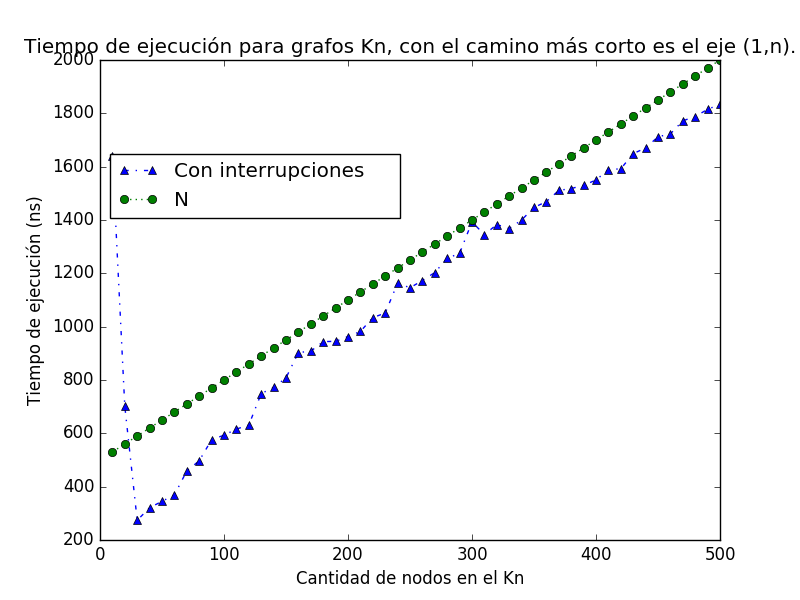 Tiempo de ejecución para grafos Kn, con el camino más corto es el eje (1,n).
2000
1800
1600
1400
1200
1000
800
600
400
200
Tiempo de ejecución (ns)
Con interrupciones
N
0 100 200 300 400 500
Cantidad de nodos en el Kn